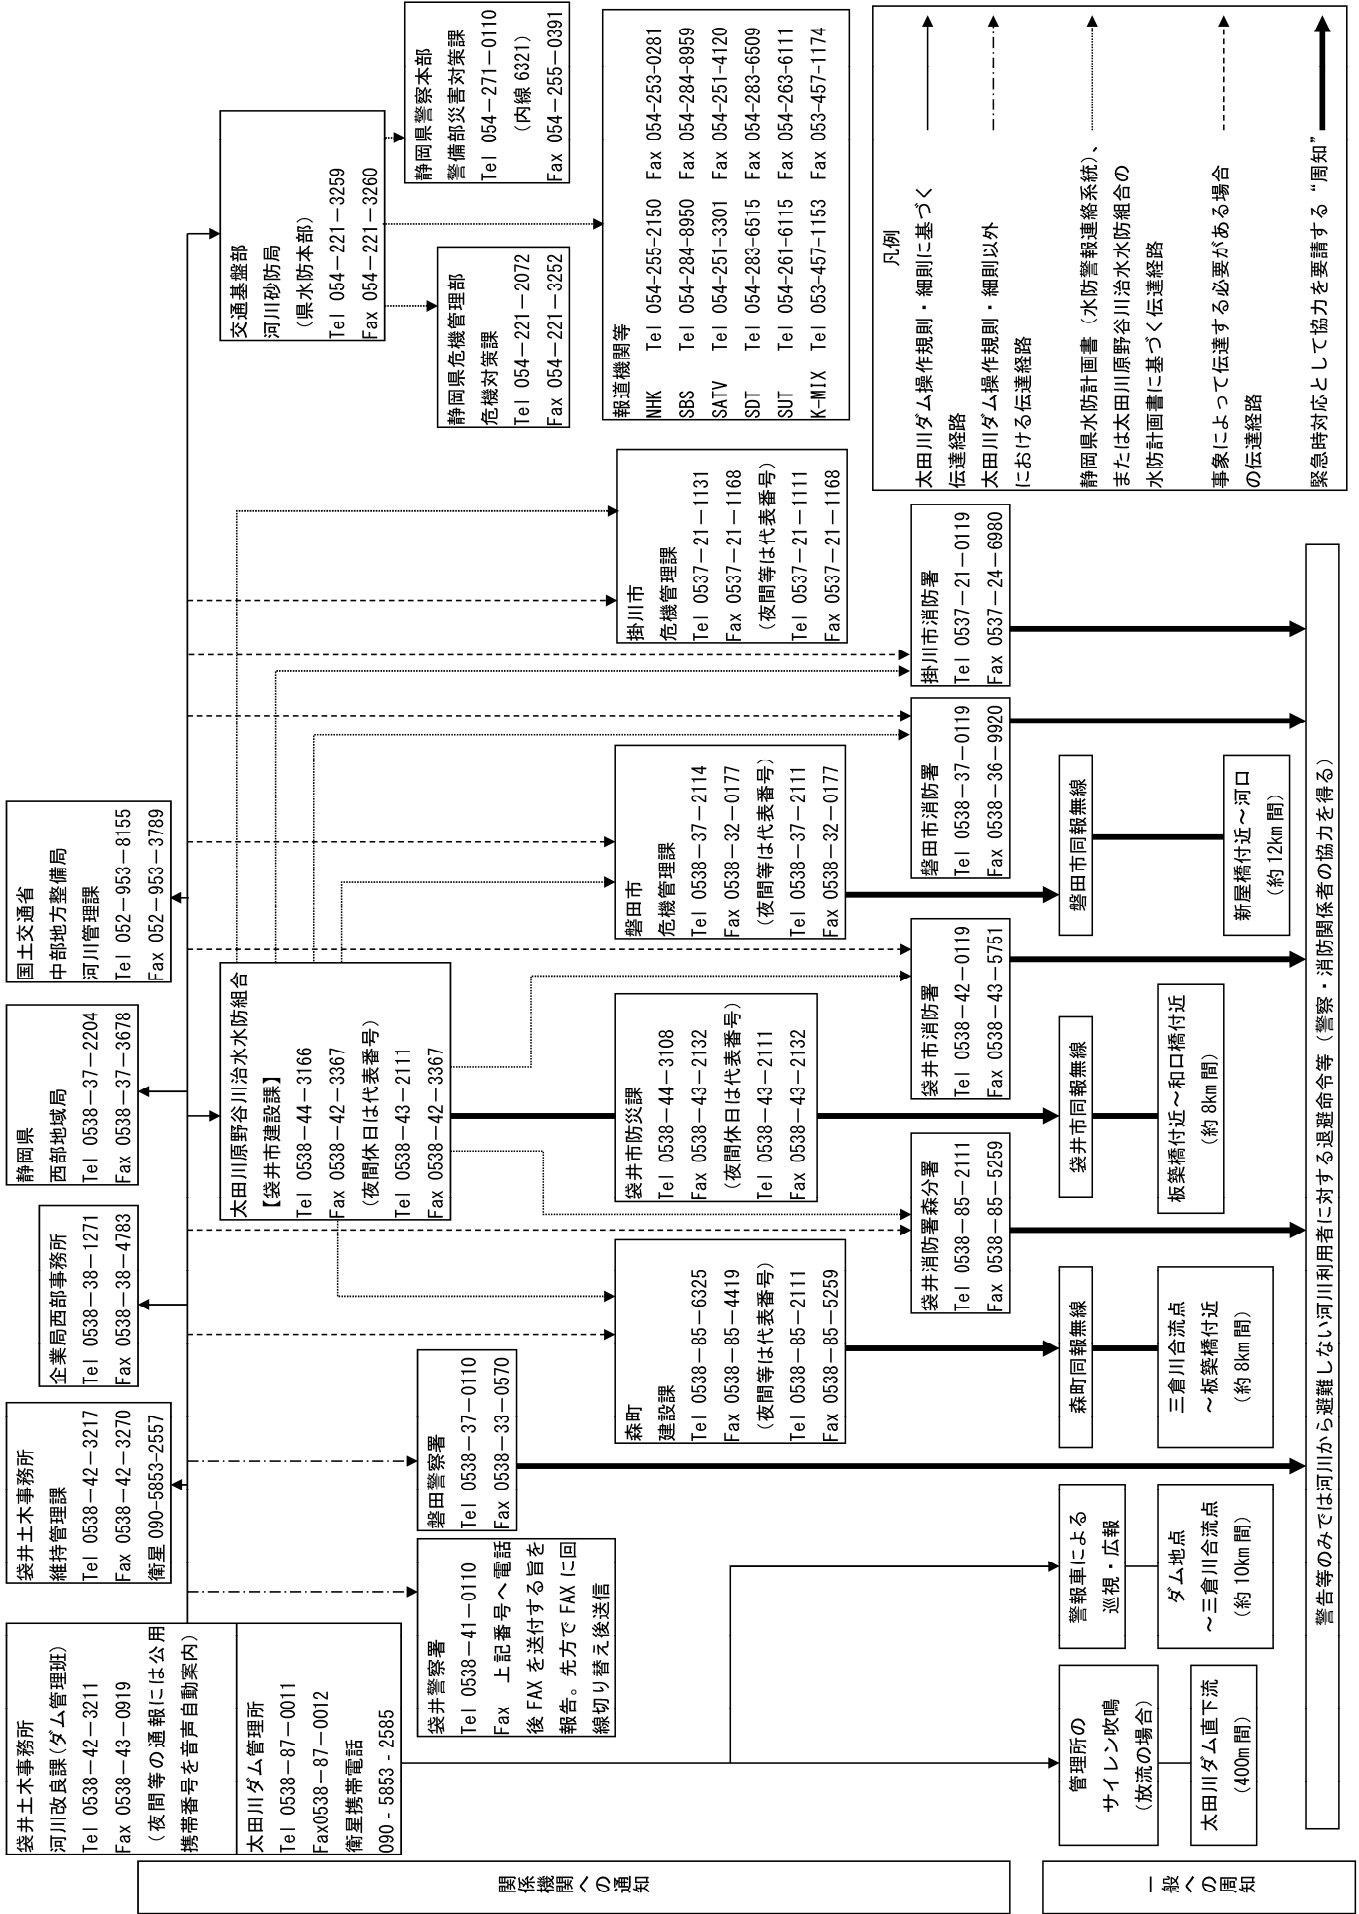 袋井土木事務所
河川改良課(ダム管理班)
Tel 0538－42－3211
Fax 0538－43－0919
（夜間等の通報には公用
携帯番号を音声自動案内)
太田川ダム管理所
Tel 0538－87－0011
Fax0538－87－0012
衛星携帯電話
090‐5853‐2585
袋井土木事務所
維持管理課
Tel 0538－42－3217
Fax 0538－42－3270
衛星 090-5853-2557
企業局西部事務所
Tel 0538－38－1271
Fax 0538－38－4783
静岡県
西部地域局
Tel 0538－37－2204
Fax 0538－37－3678
国土交通省
中部地方整備局
河川管理課
Tel 052－953－8155
Fax 052－953－3789
太田川原野谷川治水水防組合
【袋井市建設課】
Tel 0538－44－3166
Fax 0538－42－3367
（夜間休日は代表番号）
Tel 0538－43－2111
Fax 0538－42－3367
交通基盤部
河川砂防局
（県水防本部）
Tel 054－221－3259
Fax 054－221－3260
静岡県警察本部
警備部災害対策課
Tel 054－271－0110
（内線 6321）
Fax 054－255－0391
静岡県危機管理部
危機対策課
Tel 054－221－2072
Fax 054－221－3252
報道機関等
NHK Tel 054-255-2150 Fax 054-253-0281
SBS Tel 054-284-8950 Fax 054-284-8959
SATV Tel 054-251-3301 Fax 054-251-4120
SDT Tel 054-283-6515 Fax 054-283-6509
SUT Tel 054-261-6115 Fax 054-263-6111
K-MIX Tel 053-457-1153 Fax 053-457-1174
袋井警察署
Tel 0538－41－0110
Fax 上記番号へ電話
後 FAX を送付する旨を
報告。先方で FAX に回
線切り替え後送信
磐田警察署
Tel 0538－37－0110
Fax 0538－33－0570
森町
建設課
Tel 0538－85－6325
Fax 0538－85－4419
（夜間等は代表番号）
Tel 0538－85－2111
Fax 0538－85－5259
袋井市防災課
Tel 0538－44－3108
Fax 0538－43－2132
（夜間休日は代表番号）
Tel 0538－43－2111
Fax 0538－43－2132
磐田市
危機管理課
Tel 0538－37－2114
Fax 0538－32－0177
（夜間等は代表番号）
Tel 0538－37－2111
Fax 0538－32－0177
掛川市
危機管理課
Tel 0537－21－1131
Fax 0537－21－1168
（夜間等は代表番号）
Tel 0537－21－1111
Fax 0537－21－1168
袋井消防署森分署
Tel 0538－85－2111
Fax 0538－85－5259
袋井市消防署
Tel 0538－42－0119
Fax 0538－43－5751
磐田市消防署
Tel 0538－37－0119
Fax 0538－36－9920
掛川市消防署
Tel 0537－21－0119
Fax 0537－24－6980
管理所の
サイレン吹鳴
（放流の場合）
太田川ダム直下流
（400m 間）
警報車による
巡視・広報
ダム地点
～三倉川合流点
（約 10km 間）
森町同報無線
三倉川合流点
～板築橋付近
（約 8km 間）
袋井市同報無線
板築橋付近～和口橋付近
（約 8km 間）
磐田市同報無線
新屋橋付近～河口
（約 12km 間）
警告等のみでは河川から避難しない河川利用者に対する退避命令等（警察・消防関係者の協力を得る）
凡例
太田川ダム操作規則・細則に基づく
伝達経路
太田川ダム操作規則・細則以外
における伝達経路
静岡県水防計画書（水防警報連絡系統）、
または太田川原野谷川治水水防組合の
水防計画書に基づく伝達経路
事象によって伝達する必要がある場合
の伝達経路
緊急時対応として協力を要請する“周知”
関係機関への通知
一般への周知